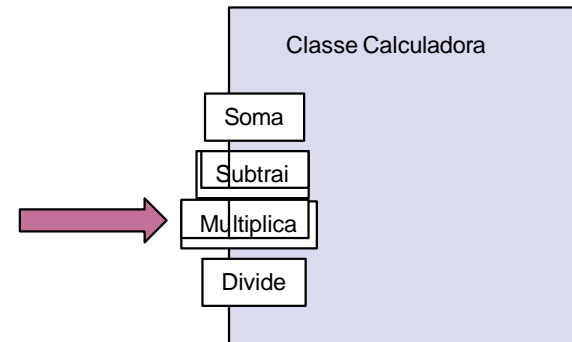 Classe Calculadora
Soma
Subtrai
Multiplica
Divide